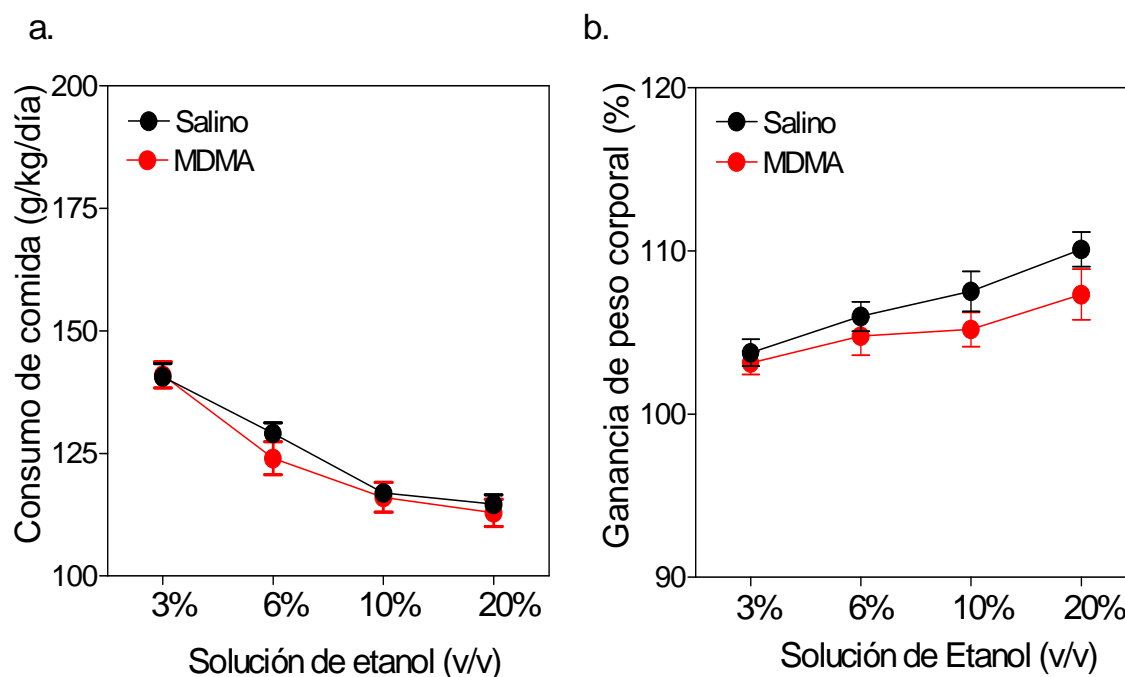 a.
Consumo de comida (g/kg/día)
200
175
150
125
100
Salino
MDMA
3% 6% 10% 20%
Solución de etanol (v/v)
b.
Ganancia de peso corporal (%)
120
110
100
90
Salino
MDMA
3% 6% 10% 20%
Solución de Etanol (v/v)